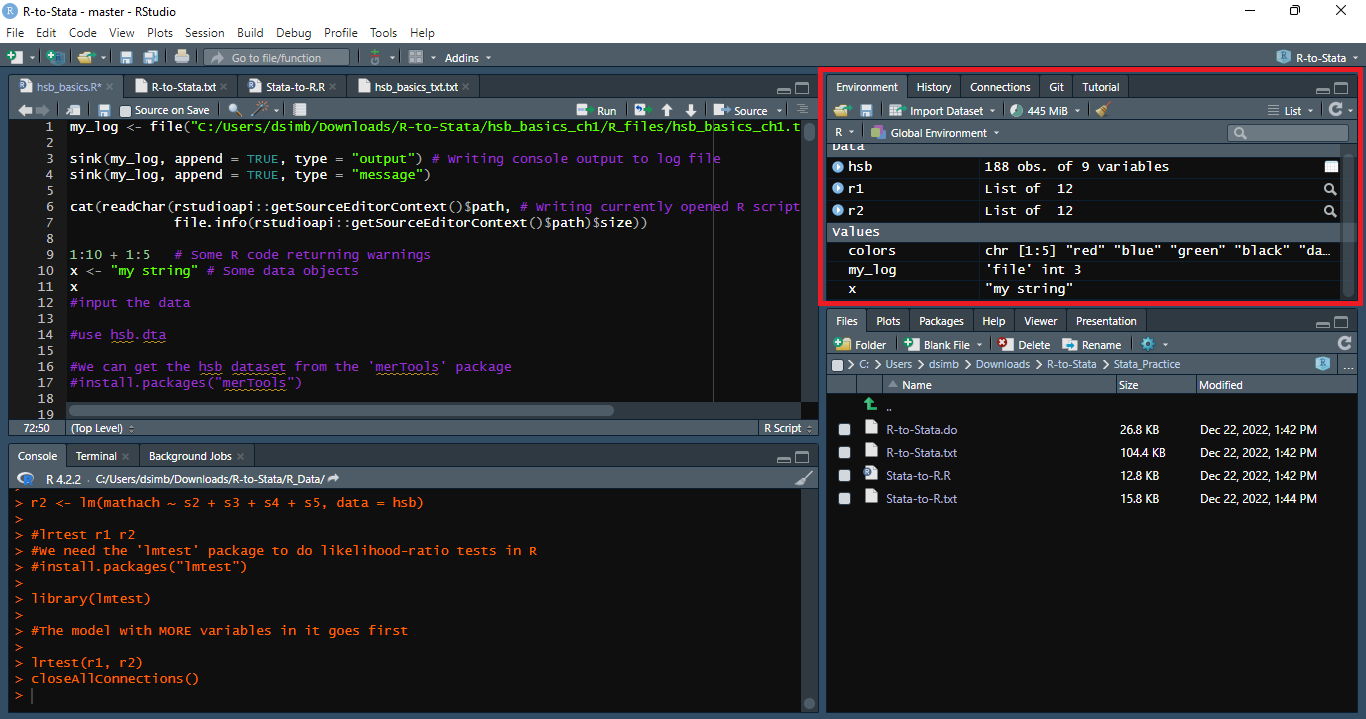 R-to-Stata - master - RStudio
File Edit Code View Plots Session Build Debug Profile Tools Help
Go to file/function Addins R-to-Stata
hsb_basics.R* R-to-Stata.txt Stata-to-R.R hsb_basics_txt.txt
Source on Save Run Source
1 my_log <- file("C:/Users/dsimb/Downloads/R-to-Stata/hsb_basics_ch1/R_files/hsb_basics_ch1.t
2
3 sink(my_log, append = TRUE, type = "output") # Writing console output to log file
4 sink(my_log, append = TRUE, type = "message")
5
6 cat(readChar(rstudioapi::getSourceEditorContext()$path, # Writing currently opened R script
7 file.info(rstudioapi::getSourceEditorContext()$path)$size))
8
9 1:10 + 1:5 # Some R code returning warnings
10 x <- "my string" # Some data objects
11 x
12 #input the data
13
14 #use hsb.dta
15
16 #We can get the hsb dataset from the 'merTools' package
17 #install.packages("merTools")
18
19
72:50 (Top Level) R Script
Console Terminal Background Jobs
R 4.2.2 . C:/Users/dsimb/Downloads/R-to-Stata/R_Data/
> r2 <- lm(mathach ~ s2 + s3 + s4 + s5, data = hsb)
>
> #lrtest r1 r2
> #We need the 'lmtest' package to do likelihood-ratio tests in R
> #install.packages("lmtest")
>
> library(lmtest)
>
> #The model with MORE variables in it goes first
>
> lrtest(r1, r2)
> closeAllConnections()
>
Environment History Connections Git Tutorial
Import Dataset 445 MiB List
R Global Environment
Data
hsb 188 obs. of 9 variables
r1 List of 12
r2 List of 12
Values
colors chr [1:5] "red" "blue" "green" "black" "da…
my_log 'file' int 3
x "my string"
Files Plots Packages Help Viewer Presentation
Folder Blank File Delete Rename
C: > Users > dsimb > Downloads > R-to-Stata > Stata_Practice ...
Name Size Modified
..
R-to-Stata.do 26.8 KB Dec 22, 2022, 1:42 PM
R-to-Stata.txt 104.4 KB Dec 22, 2022, 1:42 PM
Stata-to-R.R 12.8 KB Dec 22, 2022, 1:42 PM
Stata-to-R.txt 15.8 KB Dec 22, 2022, 1:44 PM